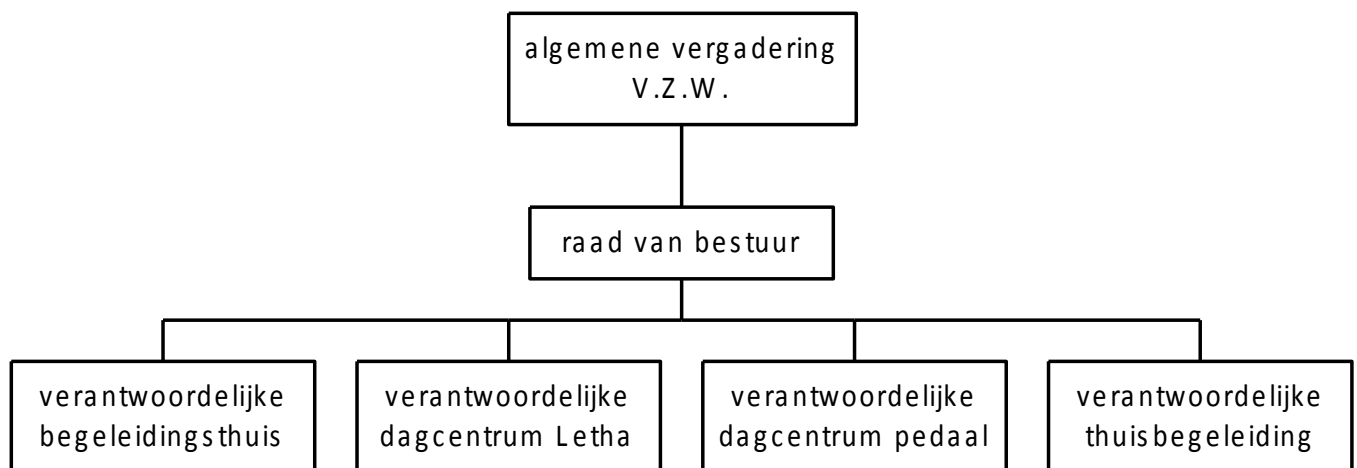 algemene vergadering
V.Z.W.
raad van bestuur
verantwoordelijke
begeleidingsthuis
verantwoordelijke
dagcentrum Letha
verantwoordelijke
dagcentrum pedaal
verantwoordelijke
thuisbegeleiding